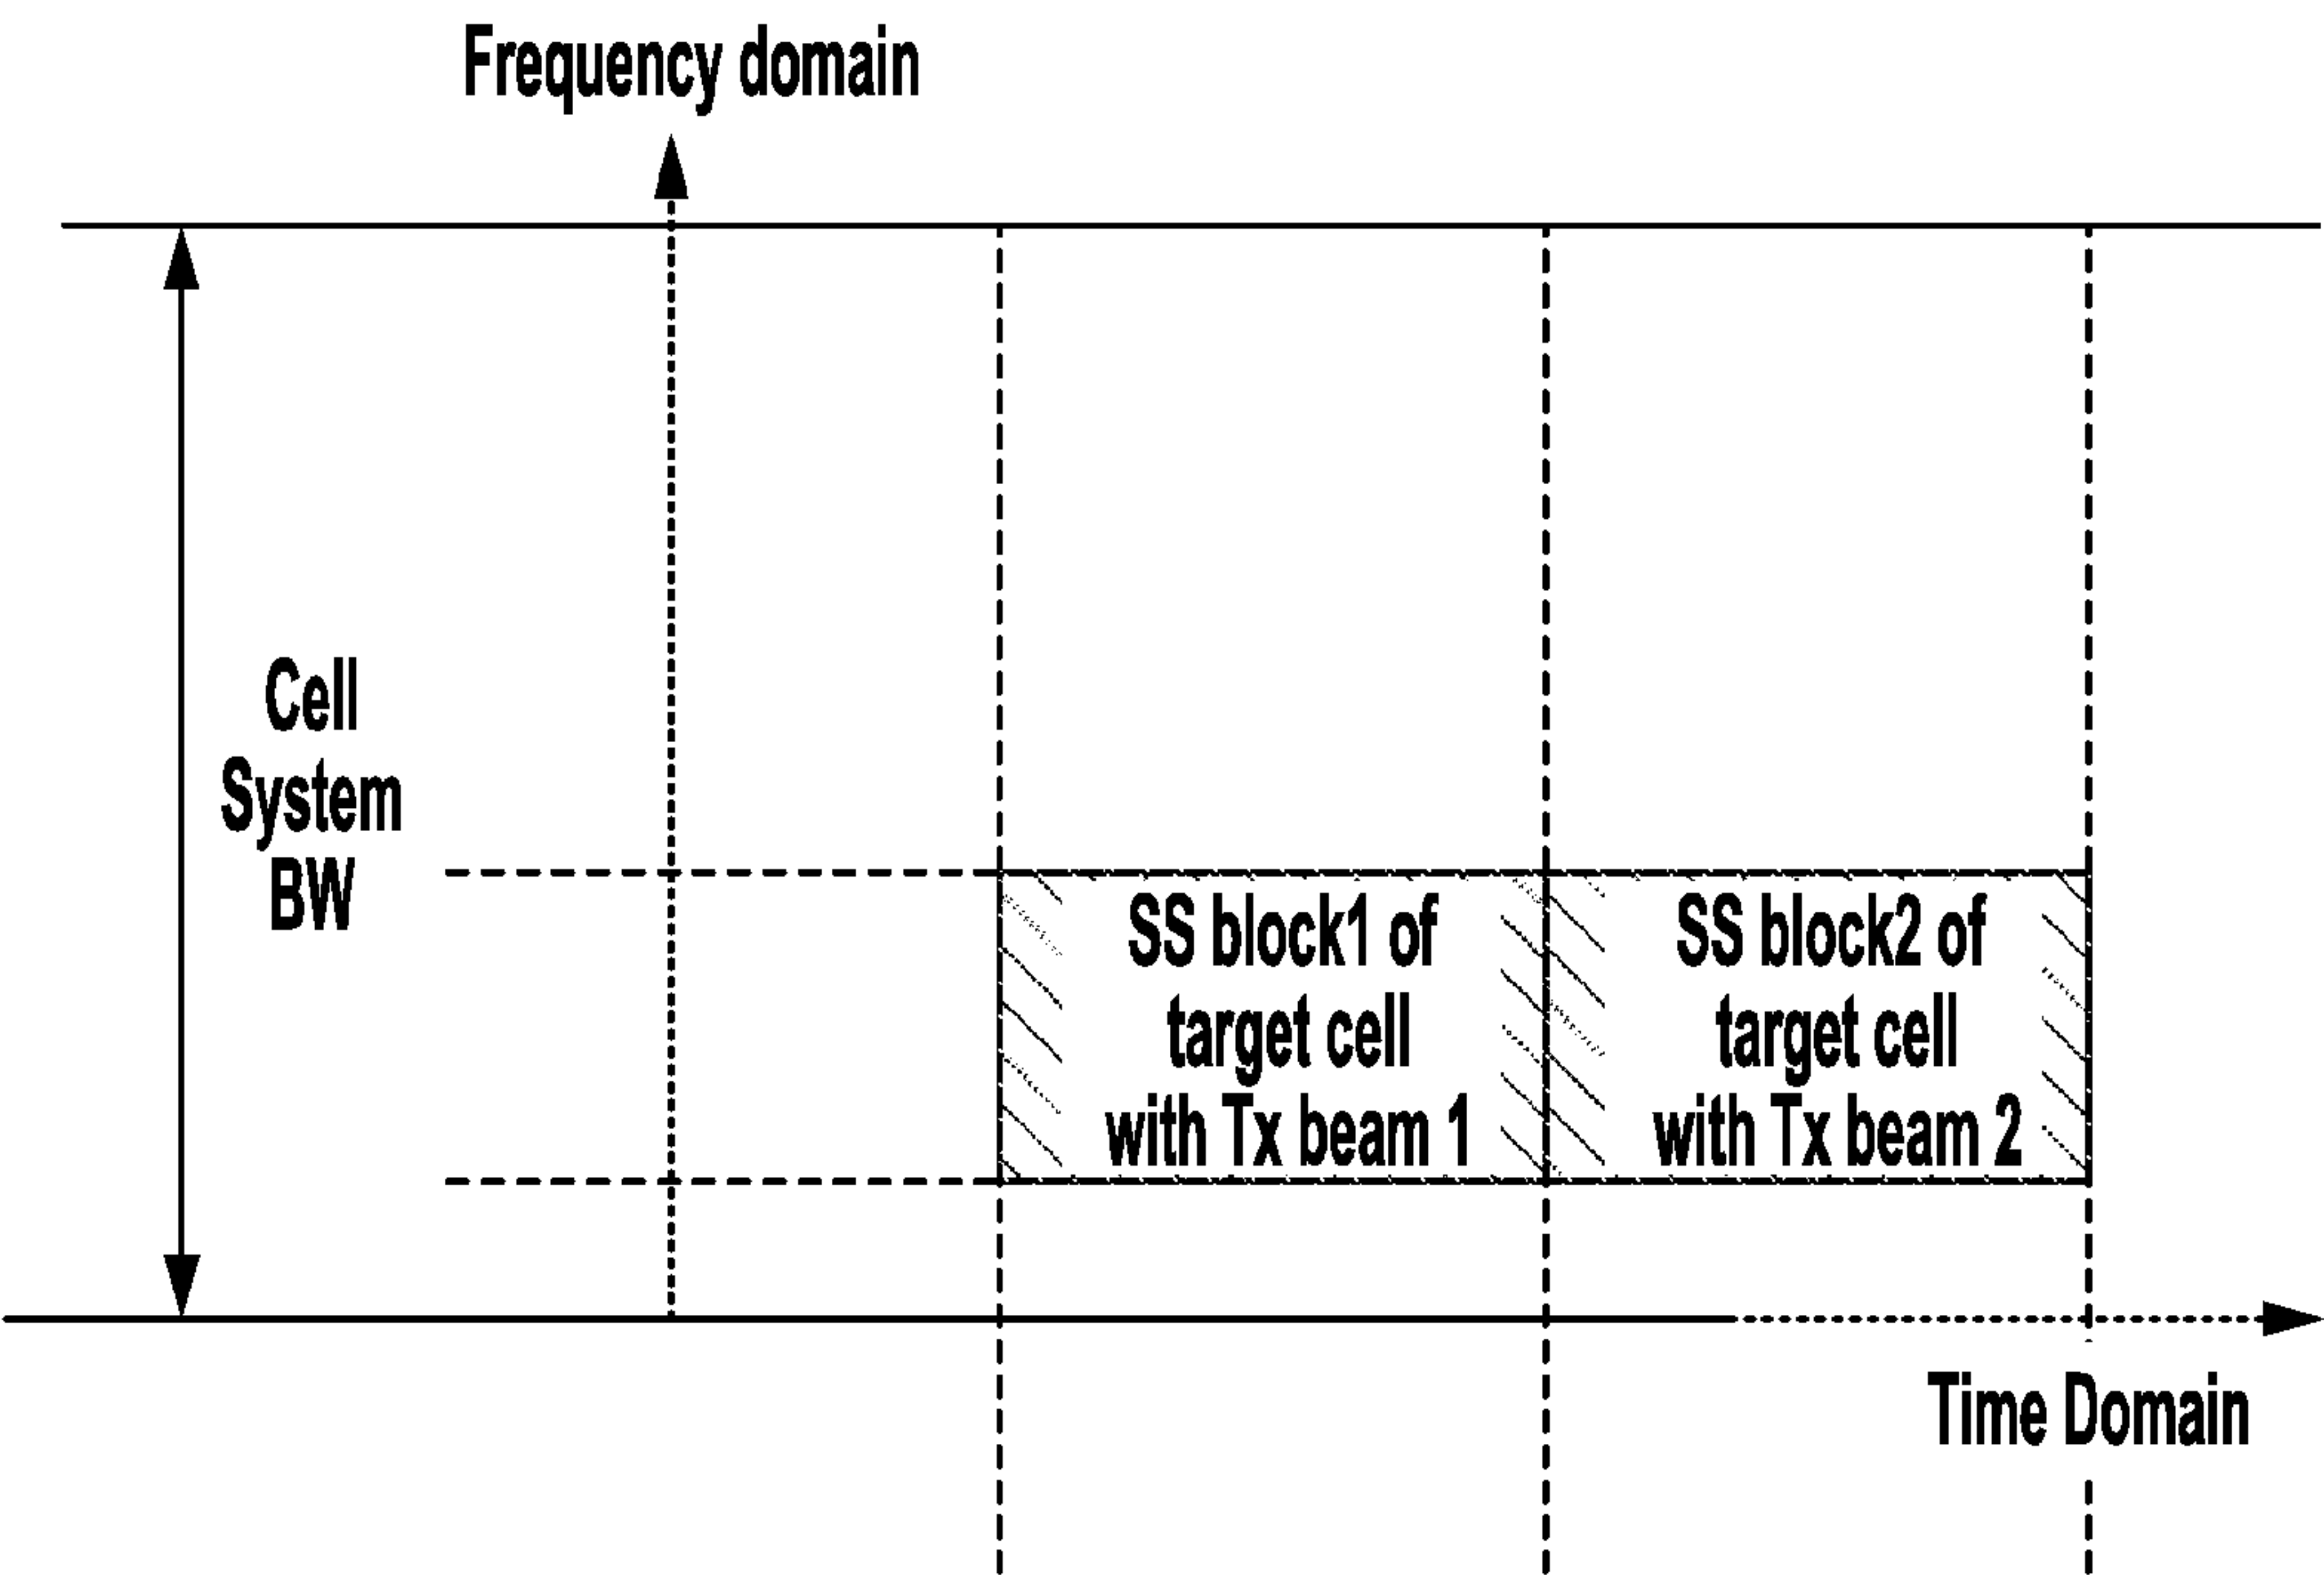 Frequency domain
Cell
System
BW
SS block1 of
target cell
with Tx beam 1
SS block2 of
target cell
with Tx beam 2
Time Domain